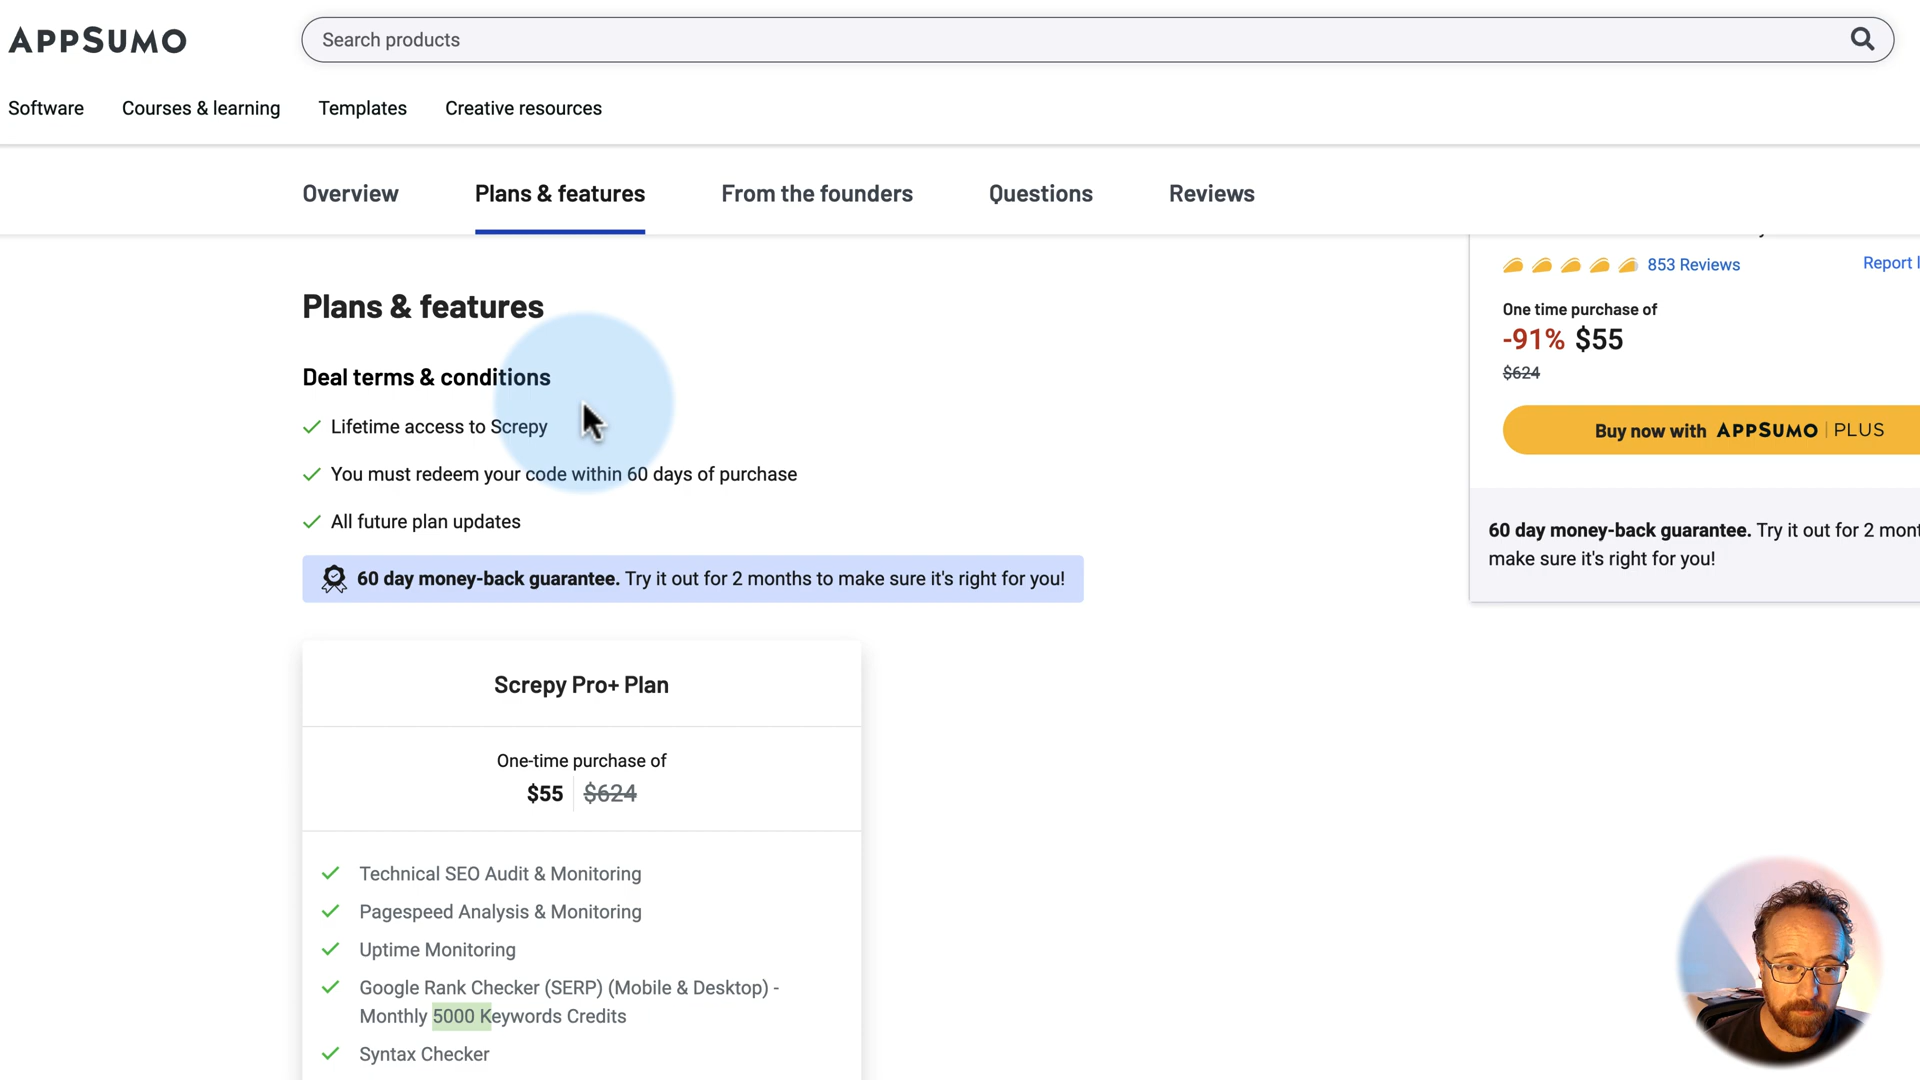 APPSUMO
Search products
Software Courses & learning Templates Creative resources
Overview Plans & features From the founders Questions Reviews
Plans & features
Deal terms & conditions
Lifetime access to Screpy
You must redeem your code within 60 days of purchase
All future plan updates
60 day money-back guarantee. Try it out for 2 months to make sure it's right for you!
Screpy Pro+ Plan
One-time purchase of
$55 $624
Technical SEO Audit & Monitoring
Pagespeed Analysis & Monitoring
Uptime Monitoring
Google Rank Checker (SERP) (Mobile & Desktop) -
Monthly 5000 Keywords Credits
Syntax Checker
853 Reviews Report
One time purchase of
-91% $55
$624
Buy now with APPSUMO | PLUS
60 day money-back guarantee. Try it out for 2 mont
make sure it's right for you!